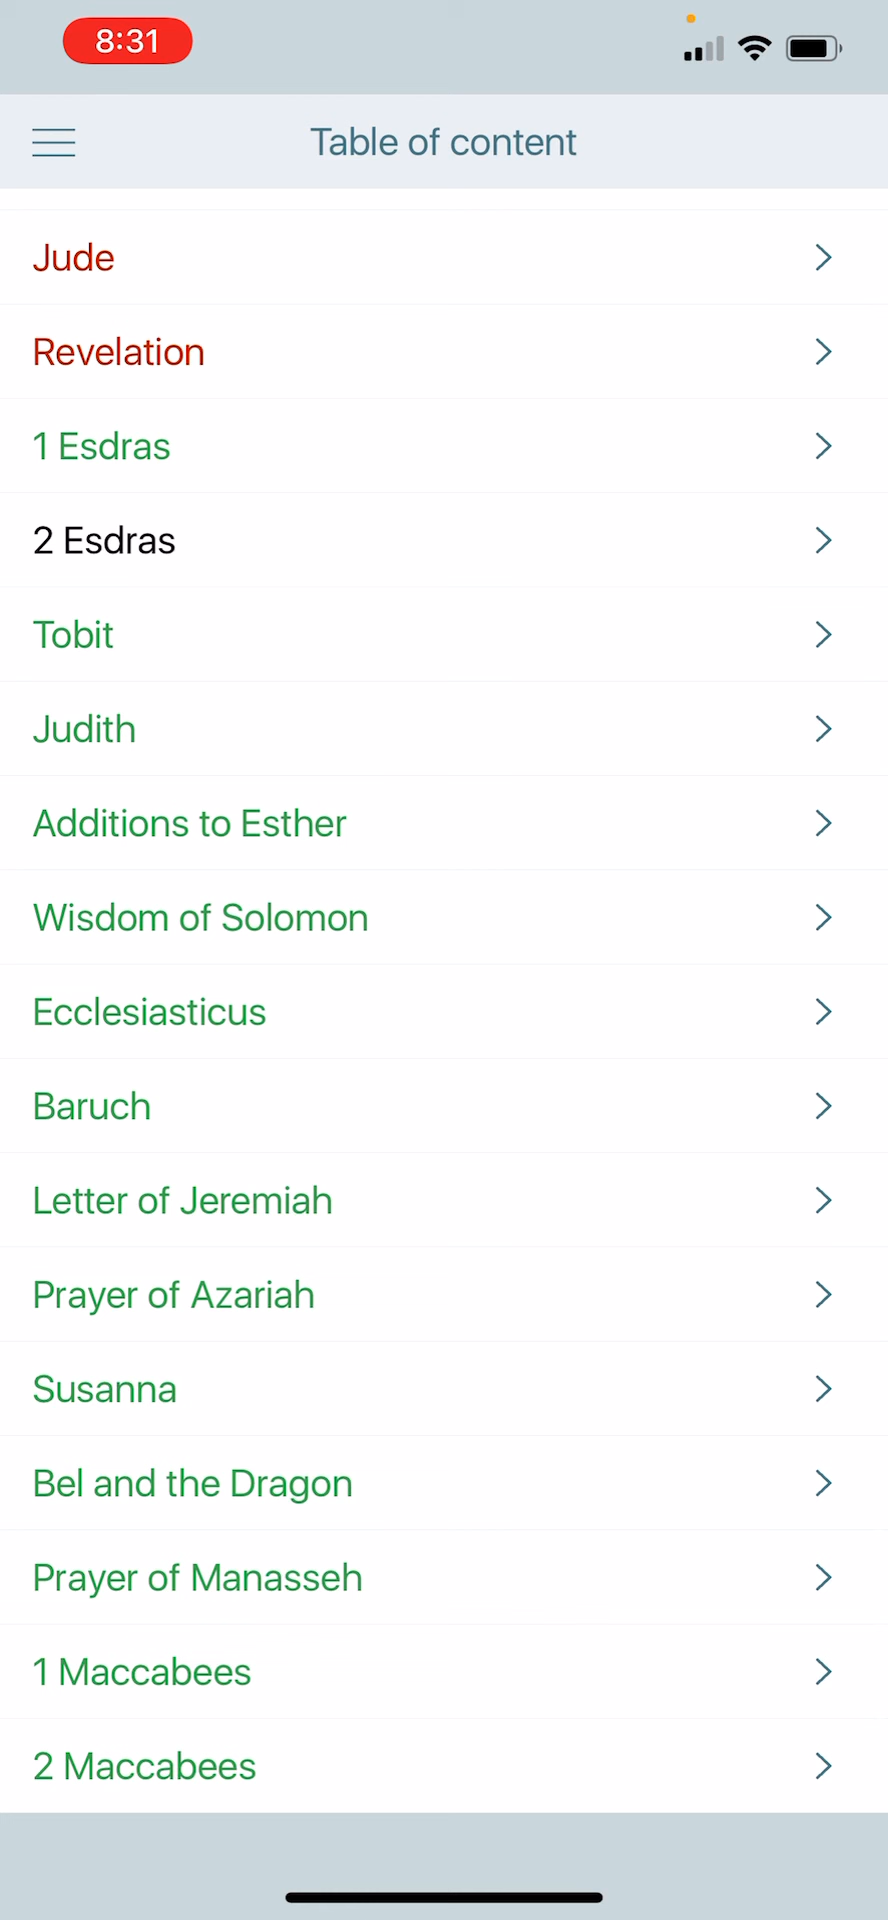 8:31
Table of content
Jude
Revelation
1 Esdras
2 Esdras
Tobit
Judith
Additions to Esther
Wisdom of Solomon
Ecclesiasticus
Baruch
Letter of Jeremiah
Prayer of Azariah
Susanna
Bel and the Dragon
Prayer of Manasseh
1 Maccabees
2 Maccabees